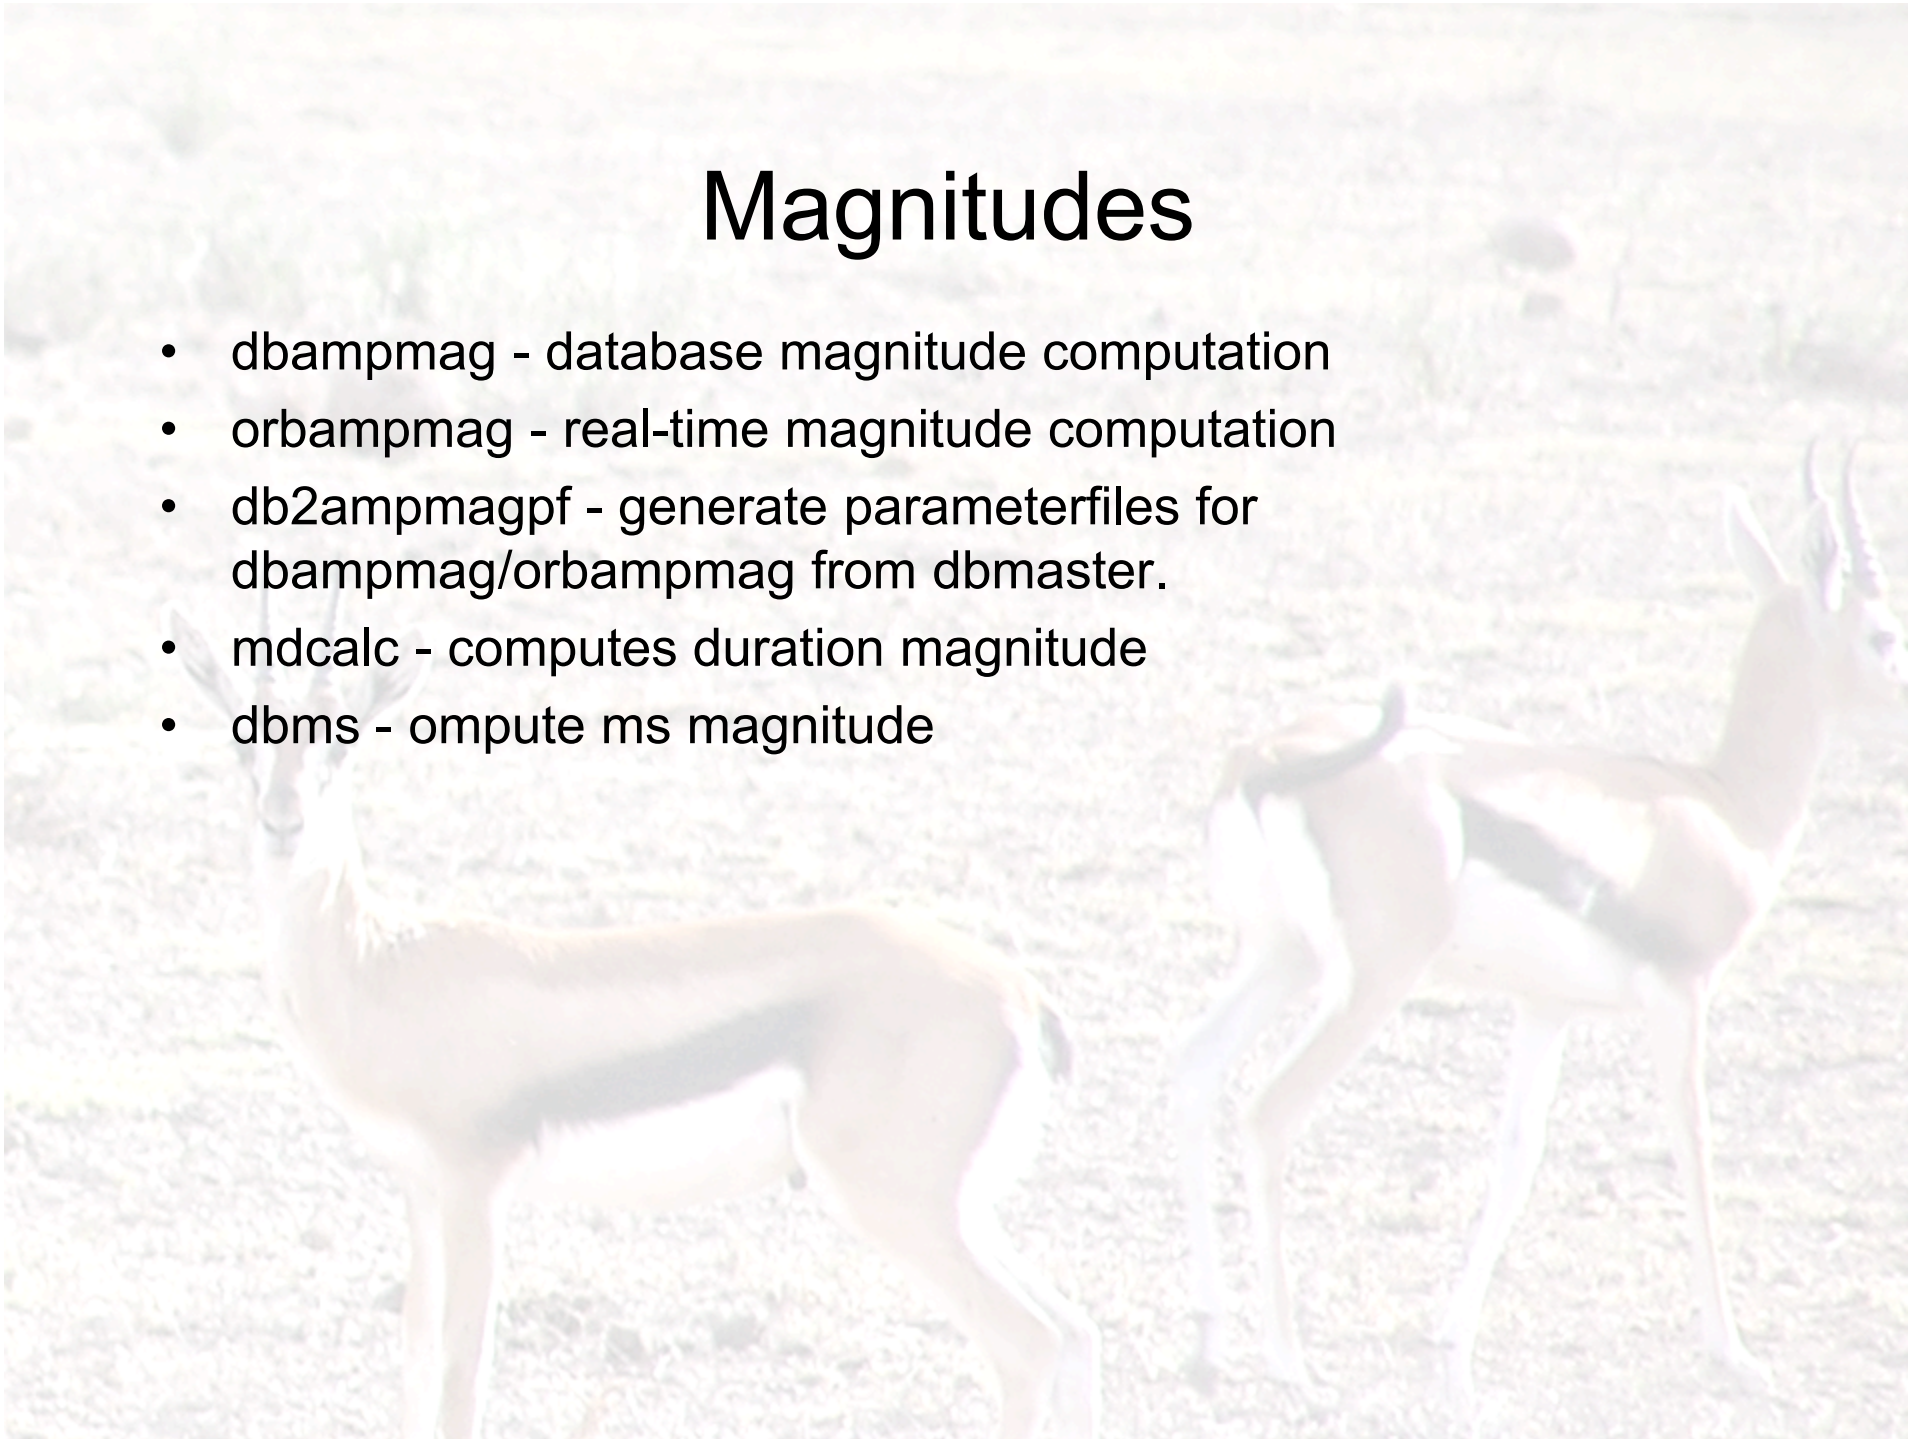 Magnitudes
• dbampmag - database magnitude computation
• orbampmag - real-time magnitude computation
• db2ampmagpf - generate parameterfiles for
dbampmag/orbampmag from dbmaster.
• mdcalc - computes duration magnitude
• dbms - ompute ms magnitude